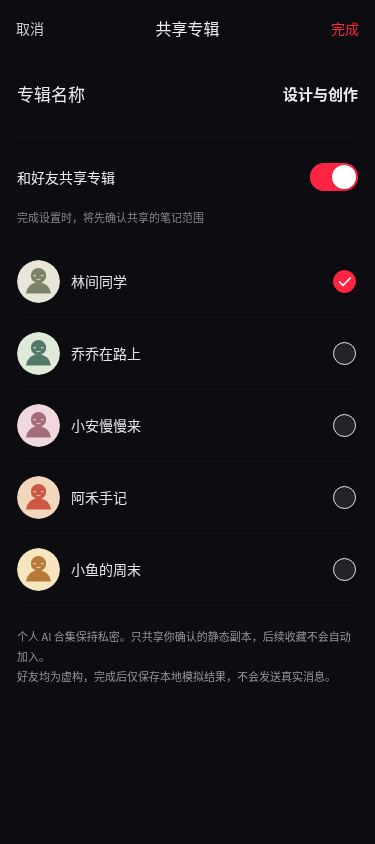 取消 共享专辑 完成
专辑名称 设计与创作
和好友共享专辑
完成设置时，将先确认共享的笔记范围
林间同学
乔乔在路上
小安慢慢来
阿禾手记
小鱼的周末
个人 AI 合集保持私密。只共享你确认的静态副本，后续收藏不会自动
加入。
好友均为虚构，完成后仅保存本地模拟结果，不会发送真实消息。